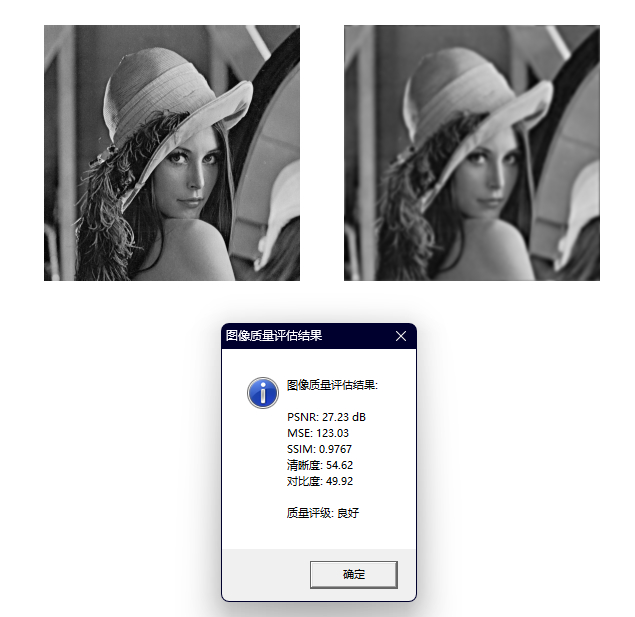 图像质量评估结果
图像质量评估结果:
PSNR: 27.23 dB
MSE: 123.03
SSIM: 0.9767
清晰度: 54.62
对比度: 49.92
质量评级: 良好
确定